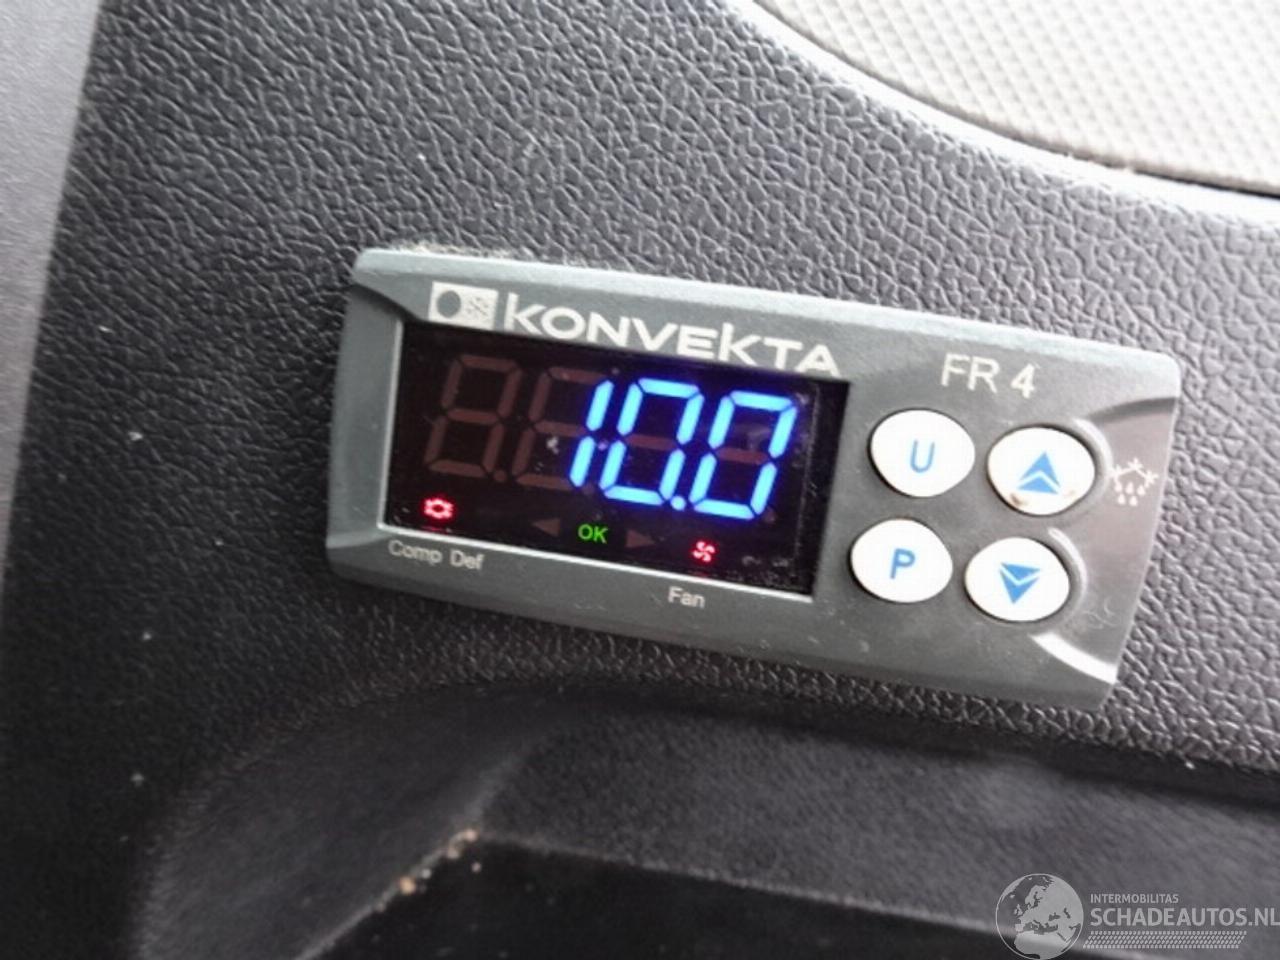 KONVEKTA
FR 4
10.0
U
P
OK
Comp Def
Fan
INTERMOBILITAS
SCHADEAUTOS.NL